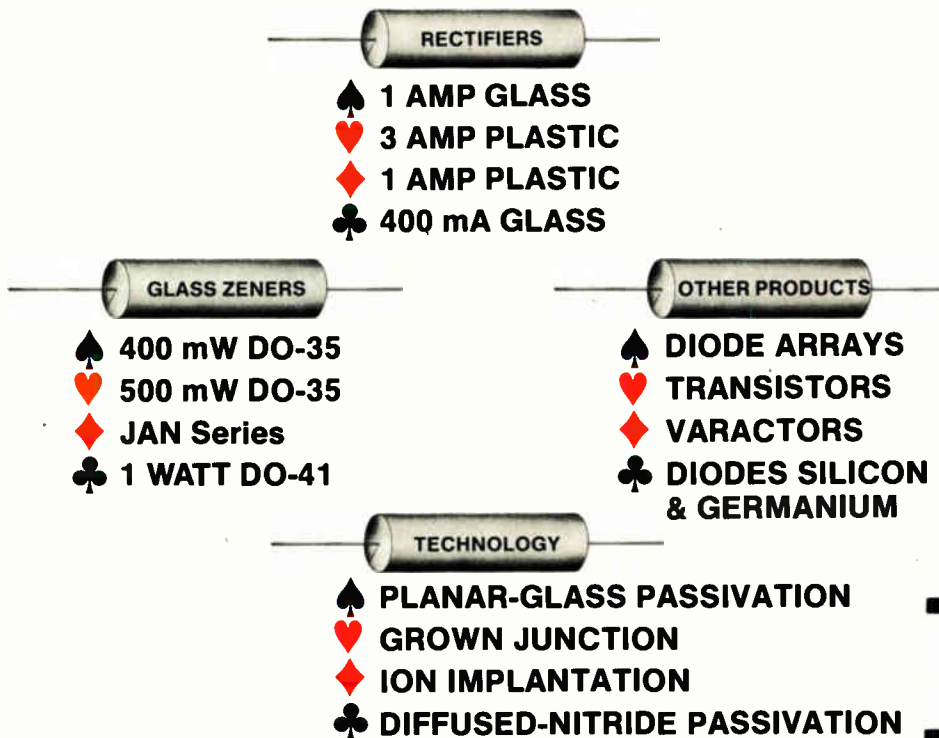 RECTIFIERS
1 AMP GLASS
3 AMP PLASTIC
1 AMP PLASTIC
400 mA GLASS
GLASS ZENERS
400 mW DO-35
500 mW DO-35
JAN Series
1 WATT DO-41
OTHER PRODUCTS
DIODE ARRAYS
TRANSISTORS
VARACTORS
DIODES SILICON
& GERMANIUM
TECHNOLOGY
PLANAR-GLASS PASSIVATION
GROWN JUNCTION
ION IMPLANTATION
DIFFUSED-NITRIDE PASSIVATION